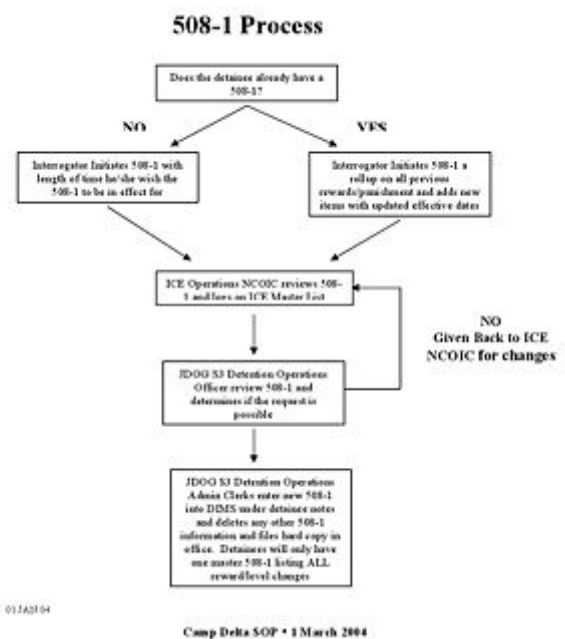 508-1 Process
Does the detainee already have a
508-1?
NO
YES
Interrogator Initiates 508-1 with
length of time he/she wish the
508-1 to be in effect for
Interrogator Initiates 508-1 a
rollup on all previous
rewards/punishment and adds new
items with updated effective dates
ICE Operations NCOIC reviews 508-
1 and logs on ICE Master List
NO
Given Back to ICE
NCOIC for changes
JDOG S3 Detention Operations
Officer review 508-1 and
determines if the request is
possible
JDOG S3 Detention Operations
Admin Clerks enter new 508-1
into DIMS under detainee notes
and deletes any other 508-1
information and files hard copy in
office. Detainees will only have
one master 508-1 listing ALL
reward/level changes
Camp Delta SOP • 1 March 2004